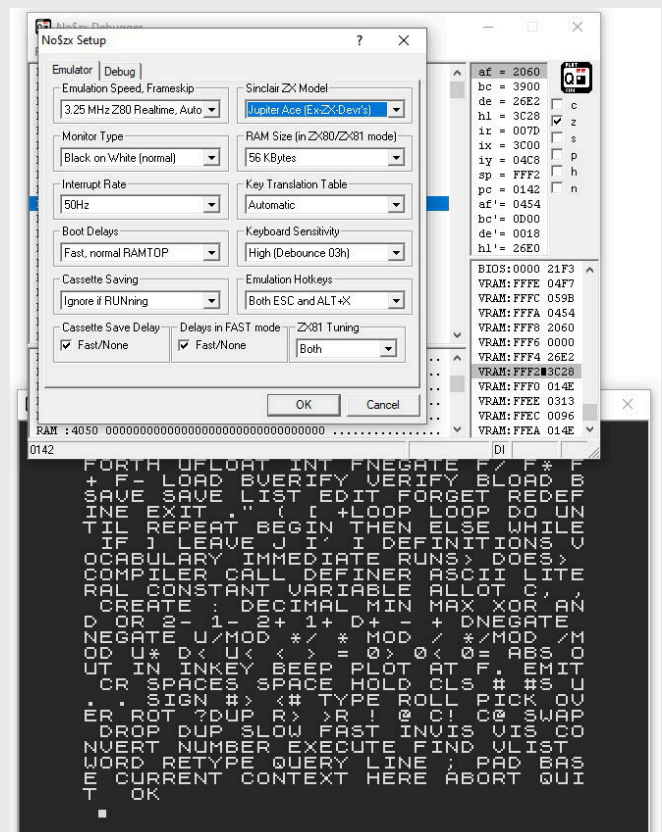 No$zx Debugger
No$zx Setup ? ×
Emulator Debug
Emulation Speed, Frameskip
3.25 MHz Z80 Realtime, Auto
Sinclair ZX Model
Jupiter Ace (Ex-ZX-Devr's)
Monitor Type
Black on White (normal)
RAM Size (in ZX80/ZX81 mode)
56 KBytes
Interrupt Rate
50Hz
Key Translation Table
Automatic
Boot Delays
Fast, normal RAMTOP
Keyboard Sensitivity
High (Debounce 03h)
Cassette Saving
Ignore if RUNning
Emulation Hotkeys
Both ESC and ALT+X
Cassette Save Delay
Fast/None
Delays in FAST mode
Fast/None
ZX81 Tuning
Both
OK Cancel
af = 2060
bc = 3900
de = 26E2 c
hl = 3C28 z
ir = 007D s
ix = 3C00
iy = 04C8 p
sp = FFF2 h
pc = 0142 n
af'= 0454
bc'= 0D00
de'= 0018
hl'= 26E0
BIOS:0000 21F3
VRAM:FFFE 04F7
VRAM:FFFC 059B
VRAM:FFFA 0454
VRAM:FFF8 2060
VRAM:FFF6 0000
VRAM:FFF4 26E2
VRAM:FFF2 3C28
VRAM:FFF0 014E
VRAM:FFEE 0313
VRAM:FFEC 0096
VRAM:FFEA 014E
RAM :4050 00000000000000000000000000000000 ................
0142 DI
FORTH UFLOAT INT FNEGATE F/ F* F
+ F- LOAD BVERIFY VERIFY BLOAD B
SAVE SAVE LIST EDIT FORGET REDEF
INE EXIT ." ( [ +LOOP LOOP DO UN
TIL REPEAT BEGIN THEN ELSE WHILE
IF ] LEAVE J I' I DEFINITIONS V
OCABULARY IMMEDIATE RUNS> DOES>
COMPILER CALL DEFINER ASCII LITE
RAL CONSTANT VARIABLE ALLOT C, ,
CREATE : DECIMAL MIN MAX XOR AN
D OR 2- 1- 2+ 1+ D+ - + DNEGATE
NEGATE U/MOD */ * MOD / */MOD /M
OD U* D< U< < > = 0> 0< 0= ABS O
UT IN INKEY BEEP PLOT AT F. EMIT
CR SPACES SPACE HOLD CLS # #S U
. . SIGN #> <# TYPE ROLL PICK OV
ER ROT ?DUP R> >R ! @ C! C@ SWAP
DROP DUP SLOW FAST INVIS VIS CO
NVERT NUMBER EXECUTE FIND VLIST
WORD RETYPE QUERY LINE ; PAD BAS
E CURRENT CONTEXT HERE ABORT QUI
T OK